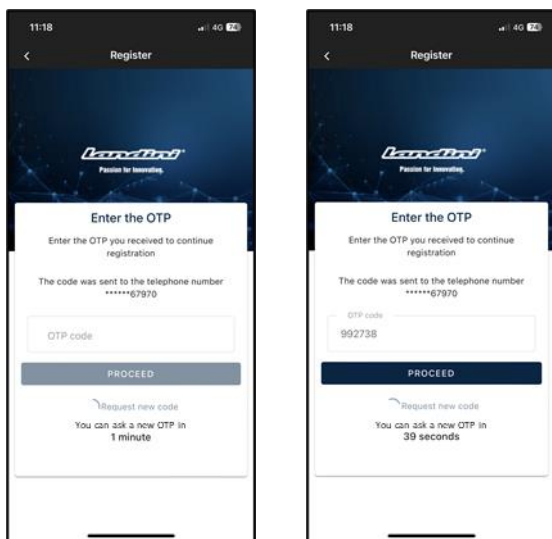 11:18
4G 74
Register
Landini
Passion for Innovating.
Enter the OTP
Enter the OTP you received to continue
registration
The code was sent to the telephone number
******67970
OTP code
PROCEED
Request new code
You can ask a new OTP in
1 minute
11:18
4G 74
Register
Landini
Passion for Innovating.
Enter the OTP
Enter the OTP you received to continue
registration
The code was sent to the telephone number
******67970
OTP code
992738
PROCEED
Request new code
You can ask a new OTP in
39 seconds